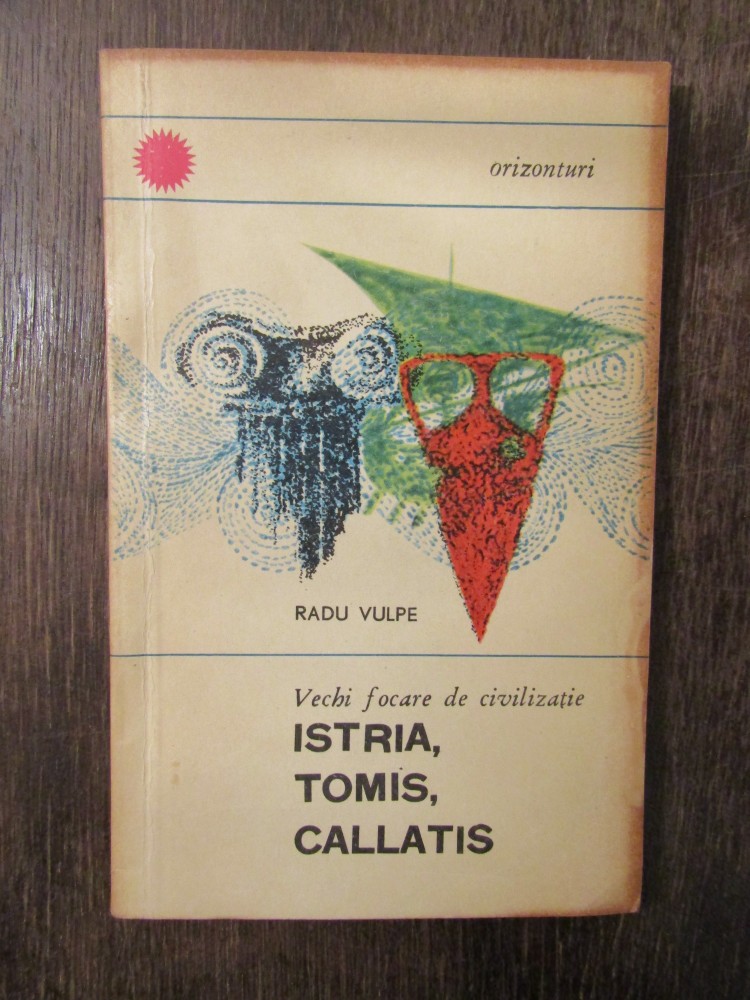 orizonturi
RADU VULPE
Vechi focare de civilizație
ISTRIA,
TOMIS,
CALLATIS